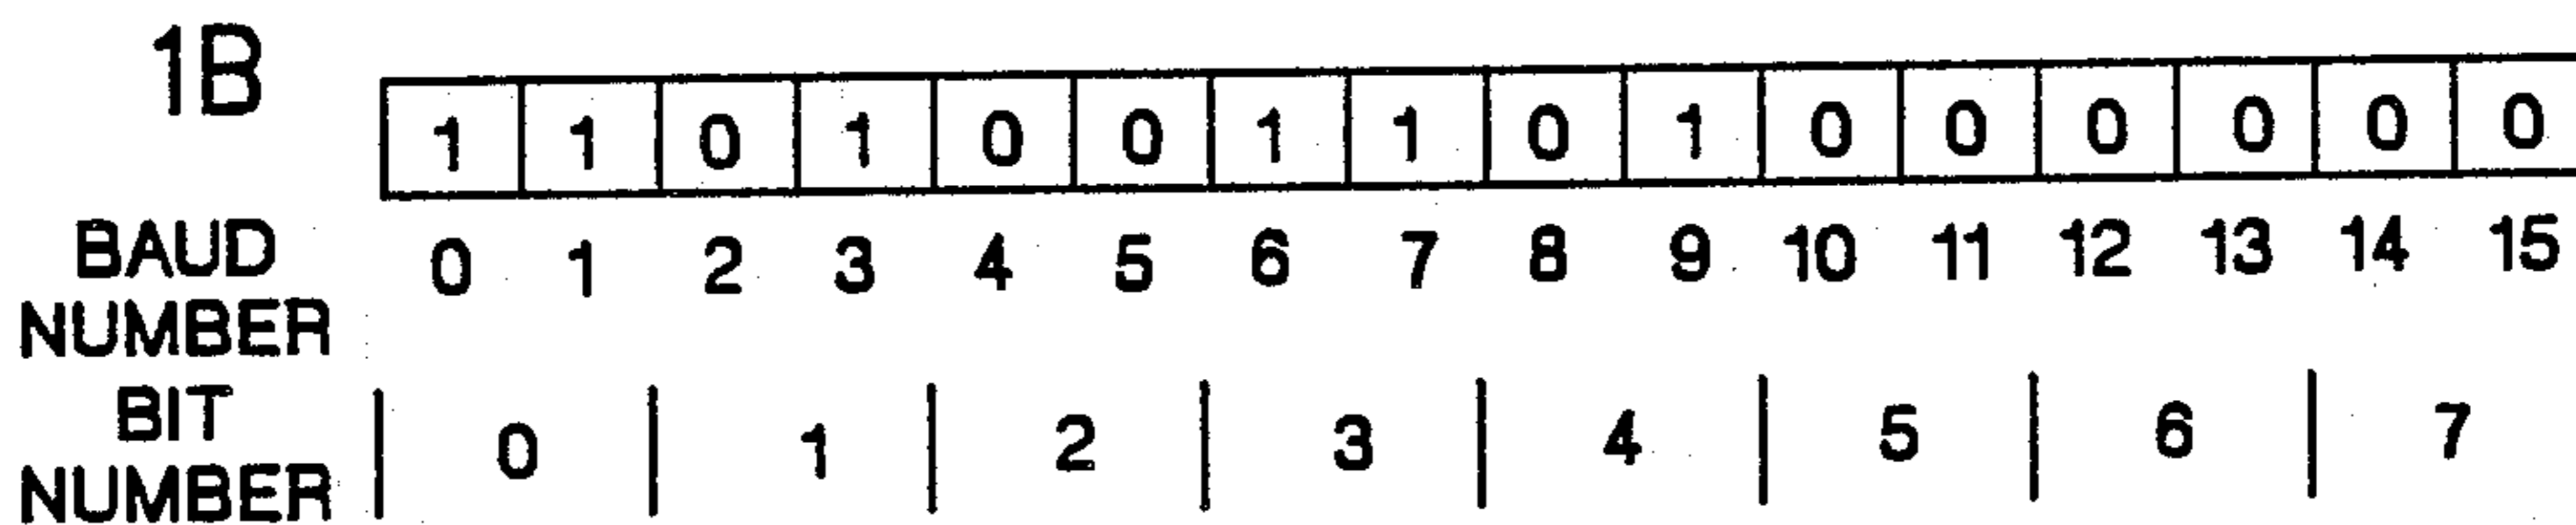 1B
1 1 0 1 0 0 1 1 0 1 0 0 0 0 0 0
BAUD NUMBER 0 1 2 3 4 5 6 7 8 9 10 11 12 13 14 15
BIT NUMBER 0 1 2 3 4 5 6 7